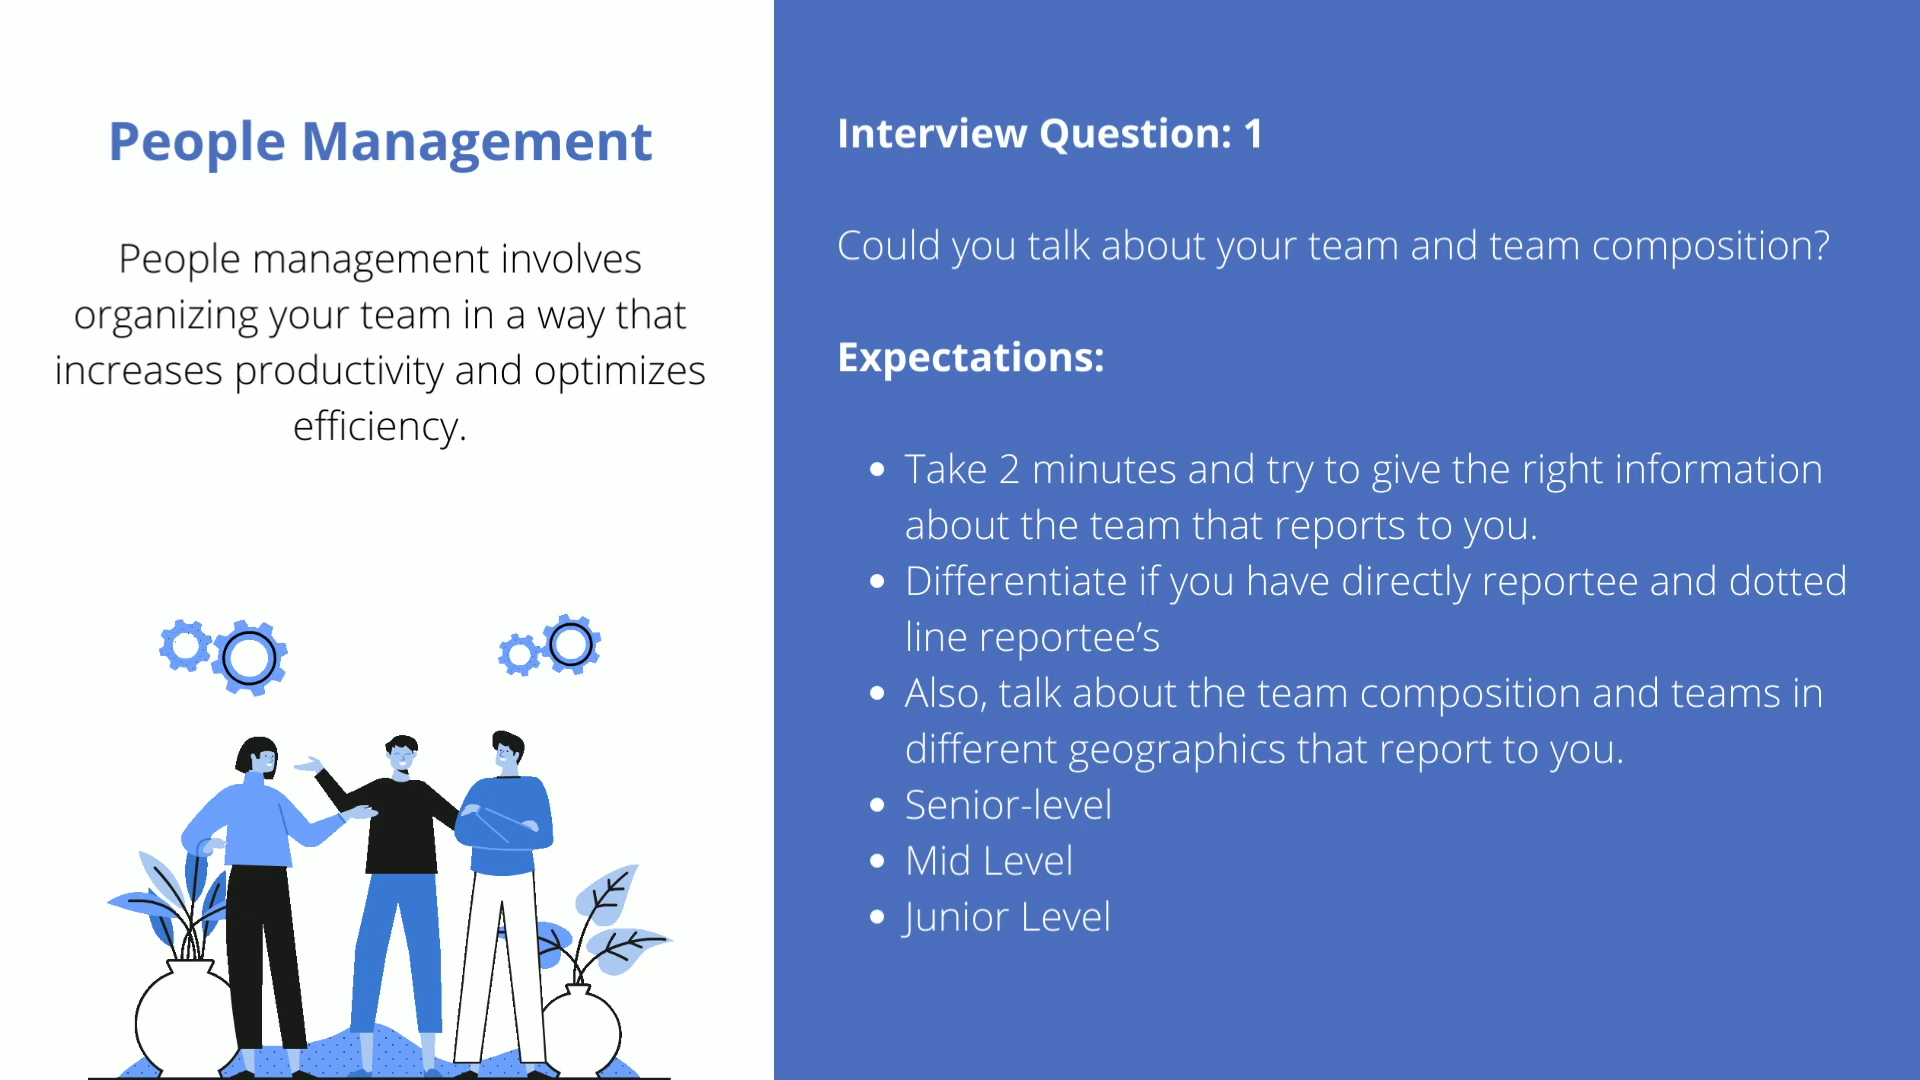 People Management
People management involves
organizing your team in a way that
increases productivity and optimizes
efficiency.
Interview Question: 1
Could you talk about your team and team composition?
Expectations:
Take 2 minutes and try to give the right information
about the team that reports to you.
Differentiate if you have directly reportee and dotted
line reportee’s
Also, talk about the team composition and teams in
different geographics that report to you.
Senior-level
Mid Level
Junior Level